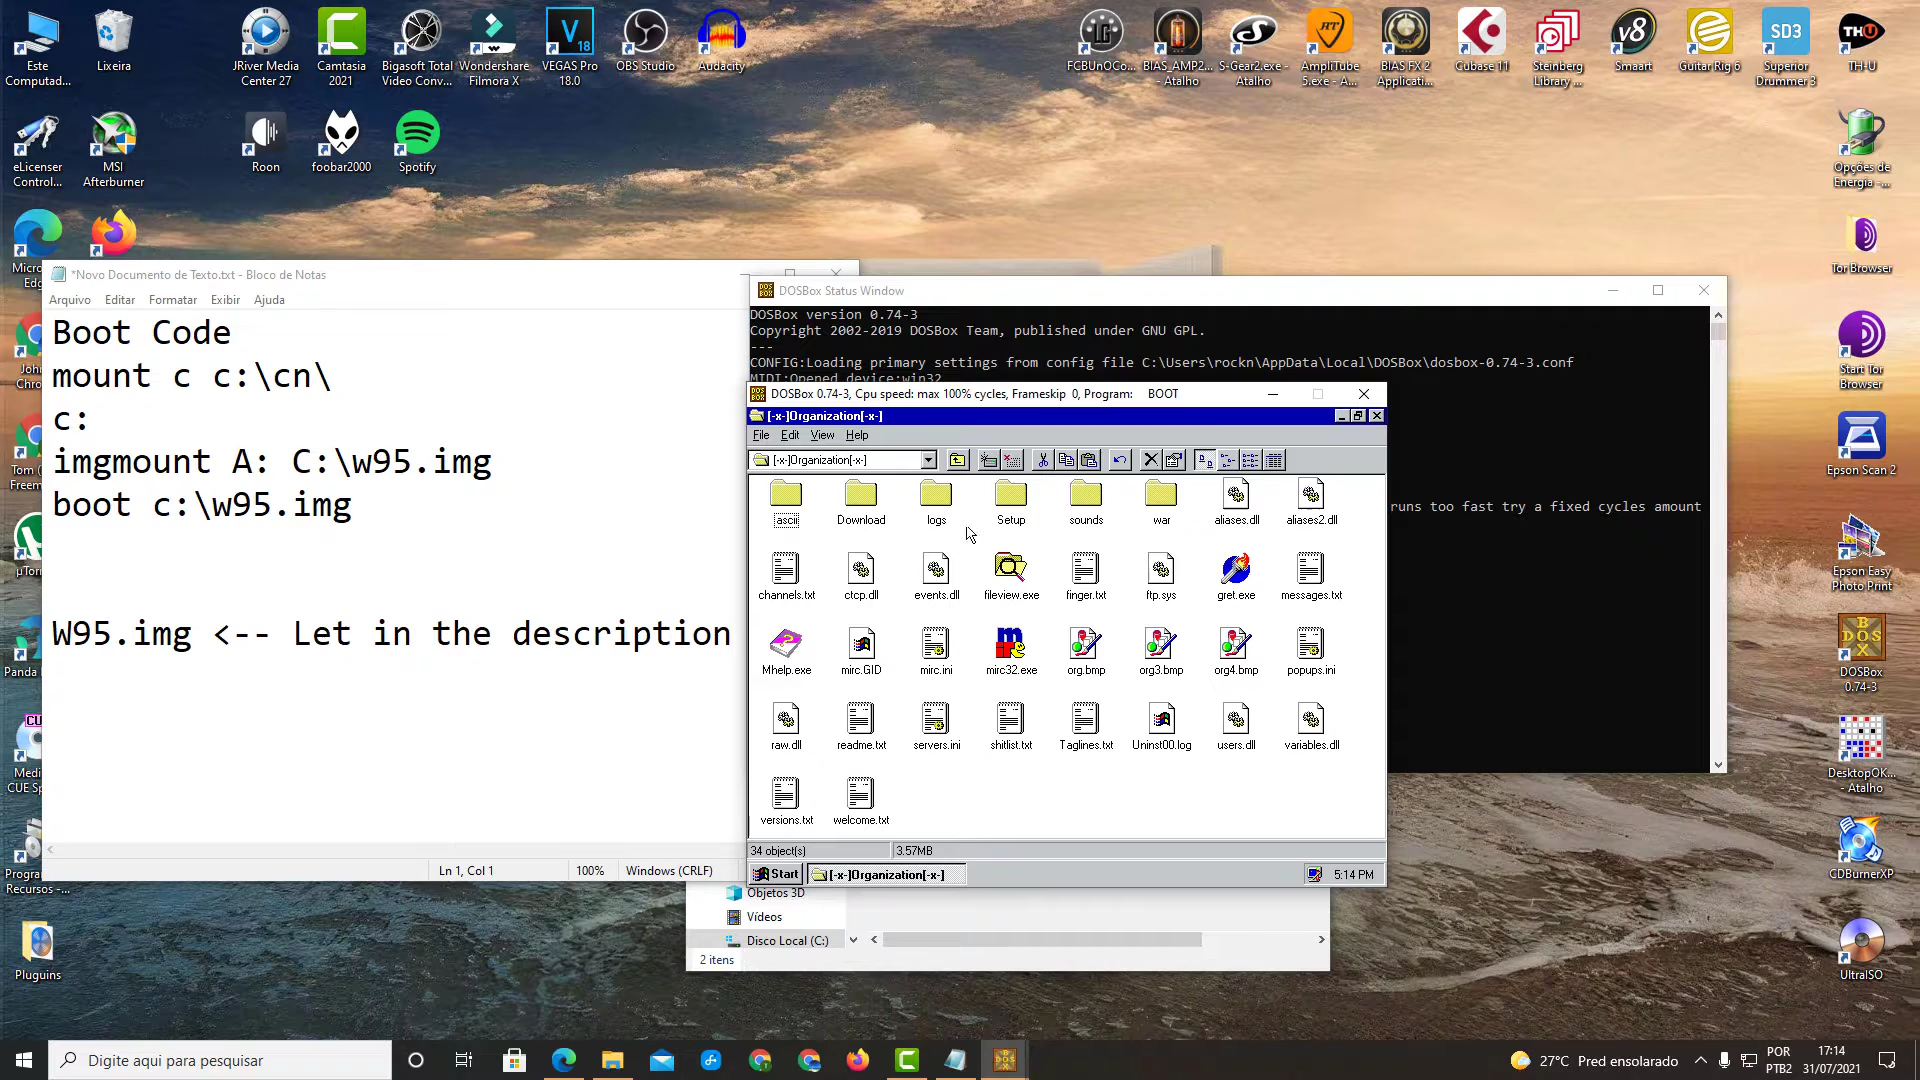 Este Computad...
Lixeira
JRiver Media Center 27
Camtasia 2021
Bigasoft Total Video Conv...
Wondershare Filmora X
VEGAS Pro 18.0
OBS Studio
Audacity
FCBUnOCo...
BIAS_AMP2... - Atalho
S-Gear2.exe - Atalho
AmpliTube 5.exe - A...
BIAS FX 2 Applicati...
Cubase 11
Steinberg Library ...
Smaart
Guitar Rig 6
Superior Drummer 3
TH-U
eLicenser Control...
MSI Afterburner
Roon
foobar2000
Spotify
Opções de Energia -...
Tor Browser
Start Tor Browser
Epson Scan 2
Epson Easy Photo Print
DOSBox 0.74-3
DesktopOK... - Atalho
CDBurnerXP
UltraISO
Pluguins
*Novo Documento de Texto.txt - Bloco de Notas
Arquivo Editar Formatar Exibir Ajuda
Boot Code
mount c c:\cn\
c:
imgmount A: C:\w95.img
boot c:\w95.img
W95.img <-- Let in the description
Ln 1, Col 1 100% Windows (CRLF)
DOSBox Status Window
DOSBox version 0.74-3
Copyright 2002-2019 DOSBox Team, published under GNU GPL.
---
CONFIG:Loading primary settings from config file C:\Users\rockn\AppData\Local\DOSBox\dosbox-0.74-3.conf
MIDI:Opened device:win32
runs too fast try a fixed cycles amount
DOSBox 0.74-3, Cpu speed: max 100% cycles, Frameskip 0, Program: BOOT
[-x-]Organization[-x-]
File Edit View Help
[-x-]Organization[-x-]
ascii Download logs Setup sounds war aliases.dll aliases2.dll
channels.txt ctcp.dll events.dll fileview.exe finger.txt ftp.sys gret.exe messages.txt
Mhelp.exe mirc.GID mirc.ini mirc32.exe org.bmp org3.bmp org4.bmp popups.ini
raw.dll readme.txt servers.ini shitlist.txt Taglines.txt Uninst00.log users.dll variables.dll
versions.txt welcome.txt
34 object(s) 3.57MB
Start [-x-]Organization[-x-] 5:14 PM
Objetos 3D
Vídeos
Disco Local (C:)
2 itens
Digite aqui para pesquisar
27°C Pred ensolarado
POR
PTB2
17:14
31/07/2021